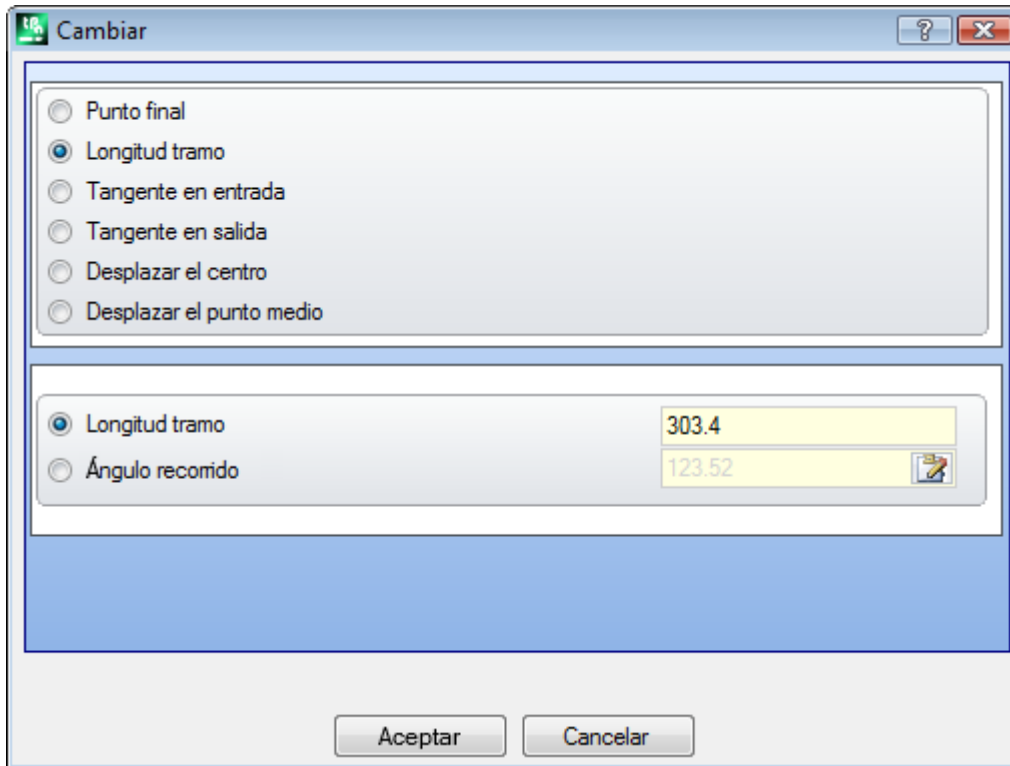 Cambiar
Punto final
Longitud tramo
Tangente en entrada
Tangente en salida
Desplazar el centro
Desplazar el punto medio
Longitud tramo 303.4
Ángulo recorrido 123.52
Aceptar Cancelar